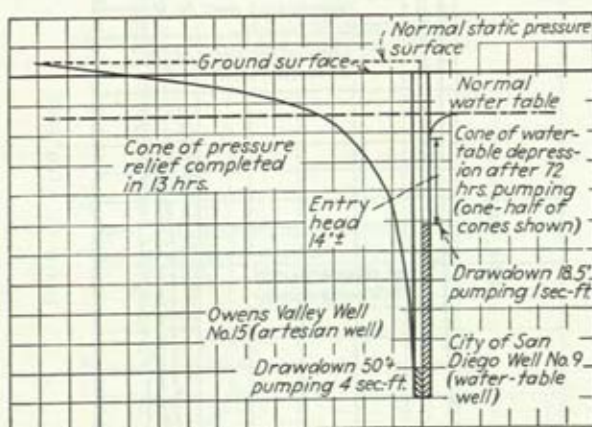 Normal static pressure
surface
Ground surface
Normal
water table
Cone of pressure
relief completed
in 13 hrs.
Cone of water-
table depress-
ion after 72
hrs. pumping
(one-half of
cones shown)
Entry
head
14'±
Drawdown 18.5',
pumping 1 sec-ft.
Owens Valley Well
No.15 (artesian well)
Drawdown 50'±
pumping 4 sec-ft.
City of San
Diego Well No.9
(water-table
well)